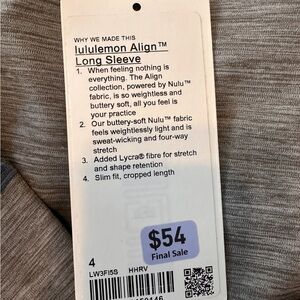 WHY WE MADE THIS
lululemon Align™
Long Sleeve
1. When feeling nothing is
everything. The Align
collection, powered by Nulu™
fabric, is so weightless and
buttery soft, all you feel is
your practice
2. Our buttery-soft Nulu™ fabric
feels weightlessly light and is
sweat-wicking and four-way
stretch
3. Added Lycra® fibre for stretch
and shape retention
4. Slim fit, cropped length
$54
Final Sale
4
LW3FI5S HHRV